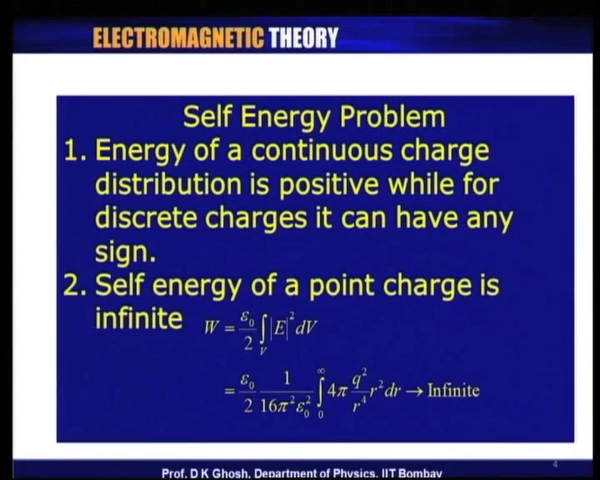 ELECTROMAGNETIC THEORY
Self Energy Problem
1. Energy of a continuous charge
distribution is positive while for
discrete charges it can have any
sign.
2. Self energy of a point charge is
infinite W = ε₀/2 ∫_V |E|² dV
= ε₀/2 1/(16π²ε₀²) ∫₀^∞ 4π q²/r⁴ r² dr → Infinite
4
Prof. D K Ghosh, Department of Physics, IIT Bombay